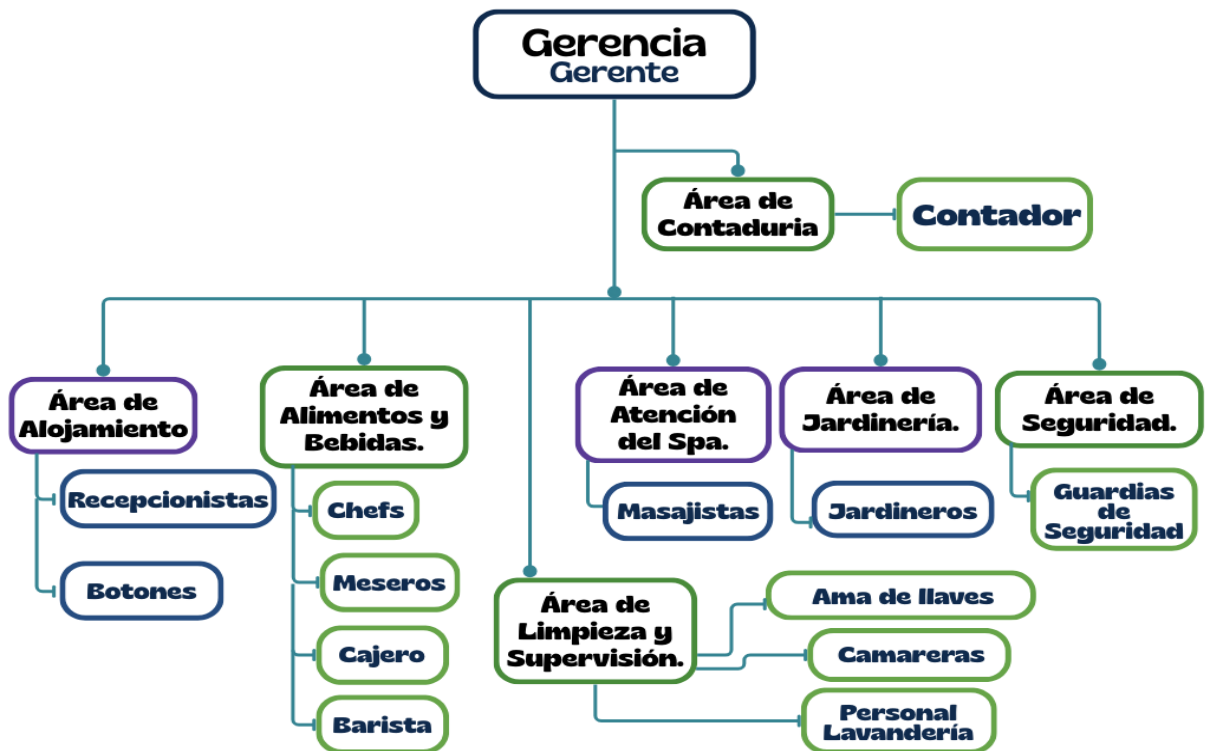 Gerencia
Gerente
Área de
Contaduria
Contador
Área de
Alojamiento
Recepcionistas
Botones
Área de
Alimentos y
Bebidas.
Chefs
Meseros
Cajero
Barista
Área de
Limpieza y
Supervisión.
Ama de llaves
Camareras
Personal
Lavandería
Área de
Atención
del Spa.
Masajistas
Área de
Jardinería.
Jardineros
Área de
Seguridad.
Guardias
de
Seguridad